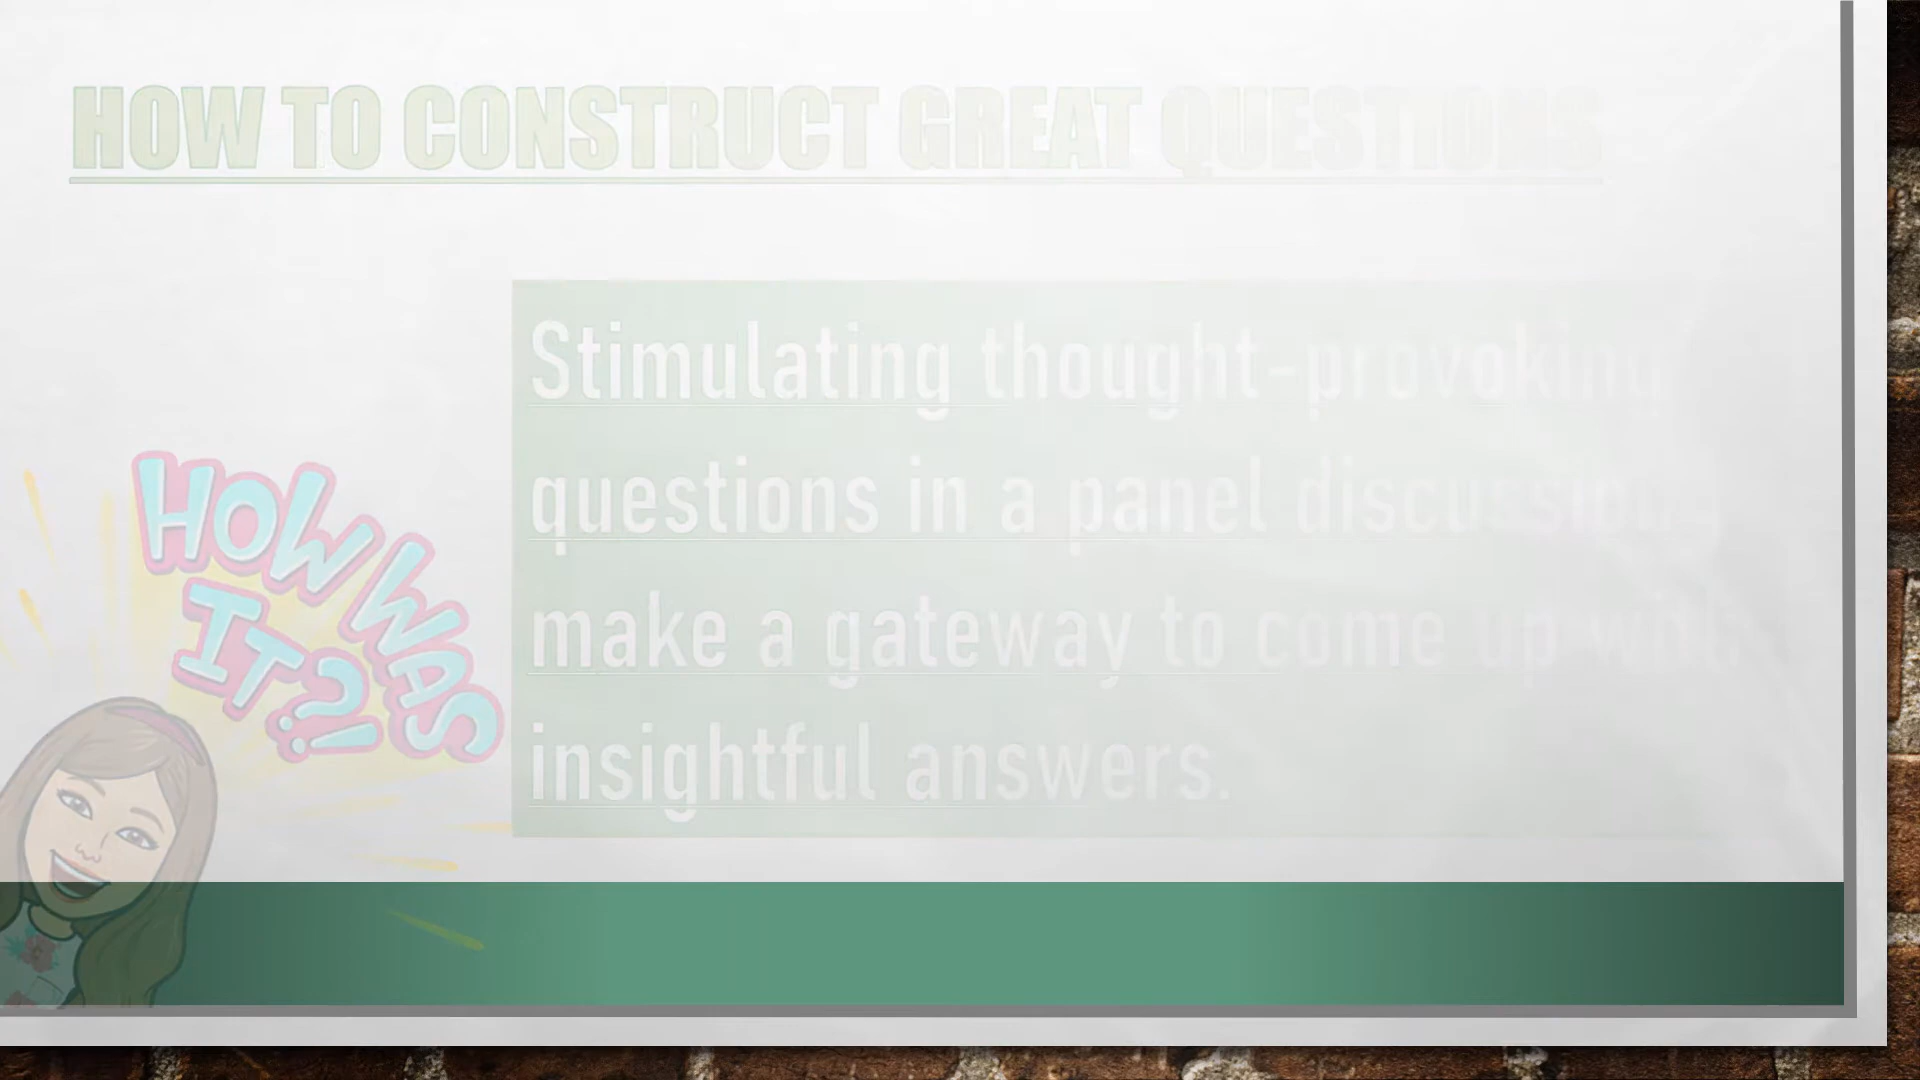 HOW TO CONSTRUCT GREAT QUESTIONS
Stimulating thought-provoking
questions in a panel discussion
make a gateway to come up with
insightful answers.
HOW WAS
IT?!